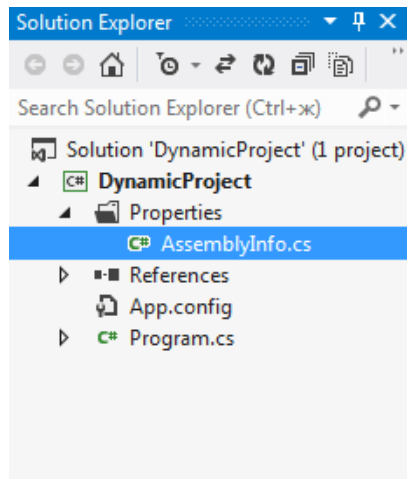 Solution Explorer
Search Solution Explorer (Ctrl+ж)
Solution 'DynamicProject' (1 project)
C# DynamicProject
Properties
C# AssemblyInfo.cs
References
App.config
C# Program.cs